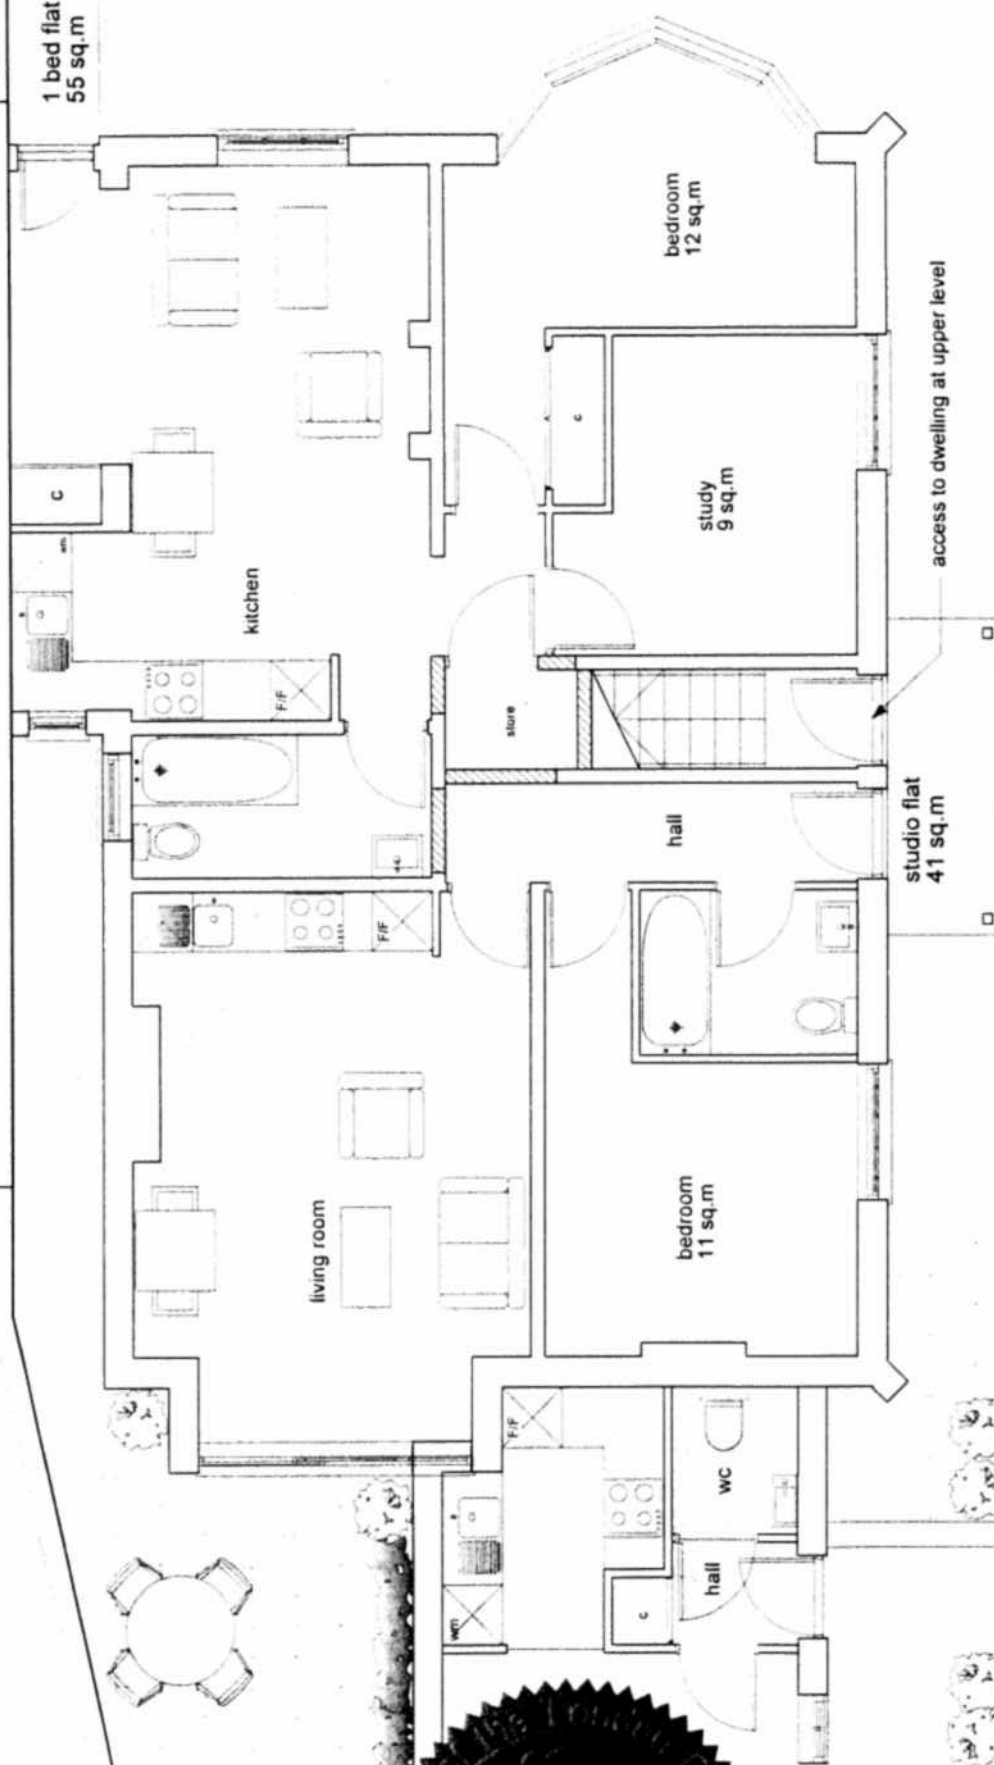 1 bed flat
55 sq.m
C
wm
kitchen
F/F
bedroom
12 sq.m
c
study
9 sq.m
store
access to dwelling at upper level
studio flat
41 sq.m
hall
F/F
living room
bedroom
11 sq.m
F/F
wc
hall
c
wm